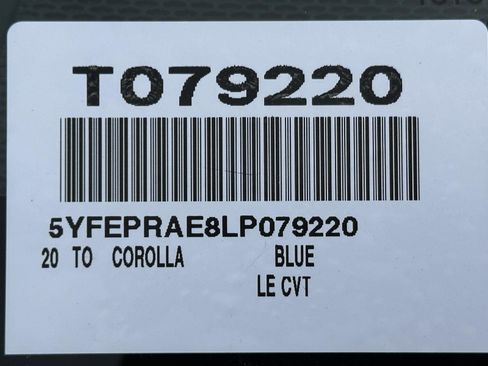 T079220
5YFEPRAE8LP079220
20 TO COROLLA BLUE
LE CVT